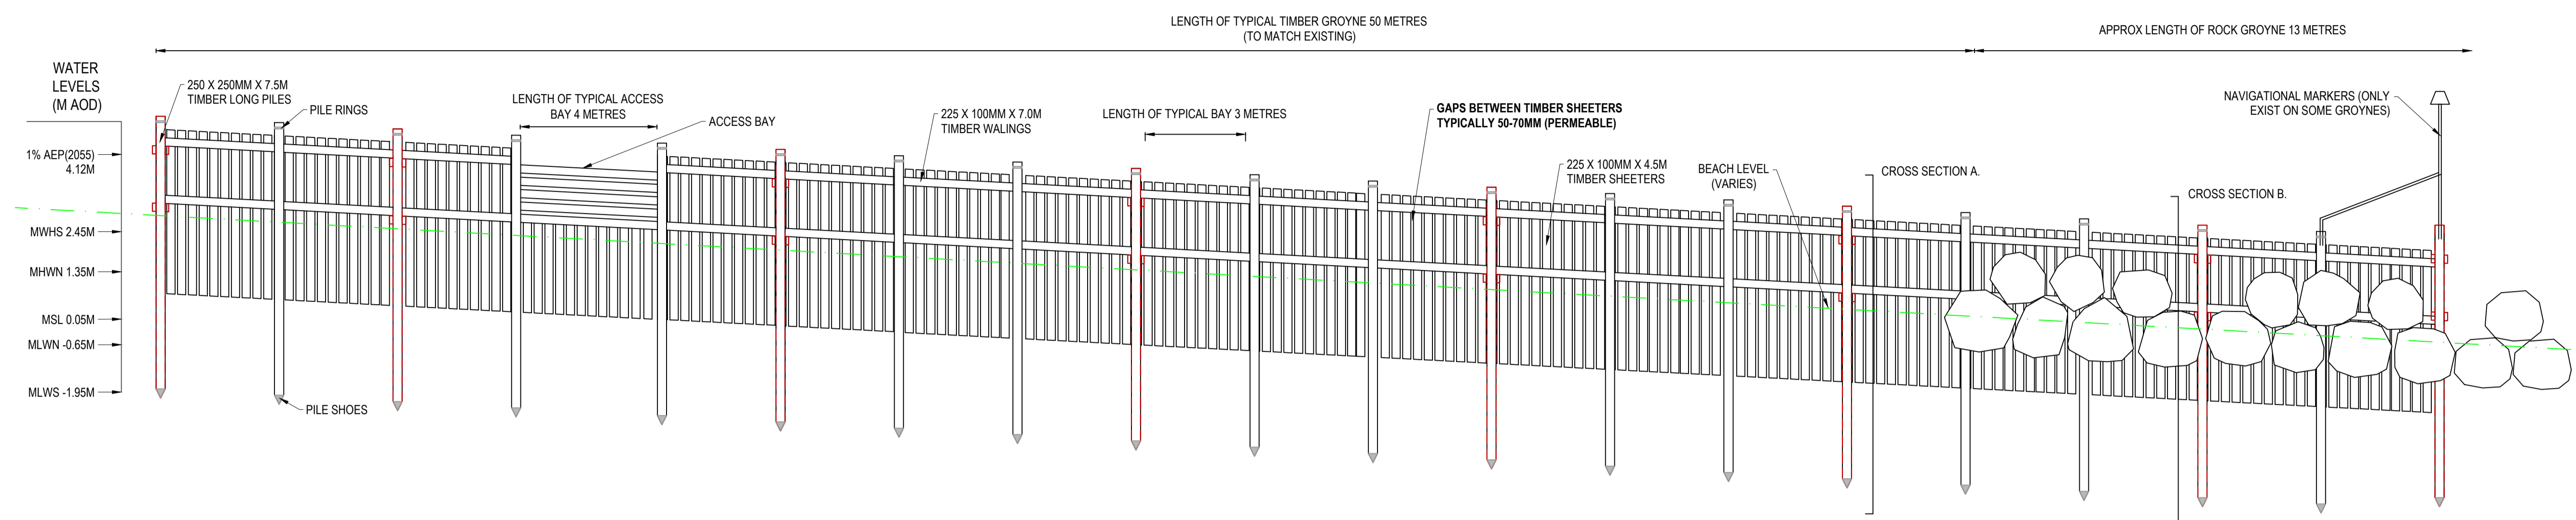 LENGTH OF TYPICAL TIMBER GROYNE 50 METRES
(TO MATCH EXISTING)
APPROX LENGTH OF ROCK GROYNE 13 METRES
WATER
LEVELS
(M AOD)
250 X 250MM X 7.5M
TIMBER LONG PILES
PILE RINGS
LENGTH OF TYPICAL ACCESS
BAY 4 METRES
ACCESS BAY
225 X 100MM X 7.0M
TIMBER WALINGS
LENGTH OF TYPICAL BAY 3 METRES
GAPS BETWEEN TIMBER SHEETERS
TYPICALLY 50-70MM (PERMEABLE)
225 X 100MM X 4.5M
TIMBER SHEETERS
BEACH LEVEL
(VARIES)
CROSS SECTION A.
CROSS SECTION B.
NAVIGATIONAL MARKERS (ONLY
EXIST ON SOME GROYNES)
1% AEP(2055)
4.12M
MWHS 2.45M
MHWN 1.35M
MSL 0.05M
MLWN -0.65M
MLWS -1.95M
PILE SHOES